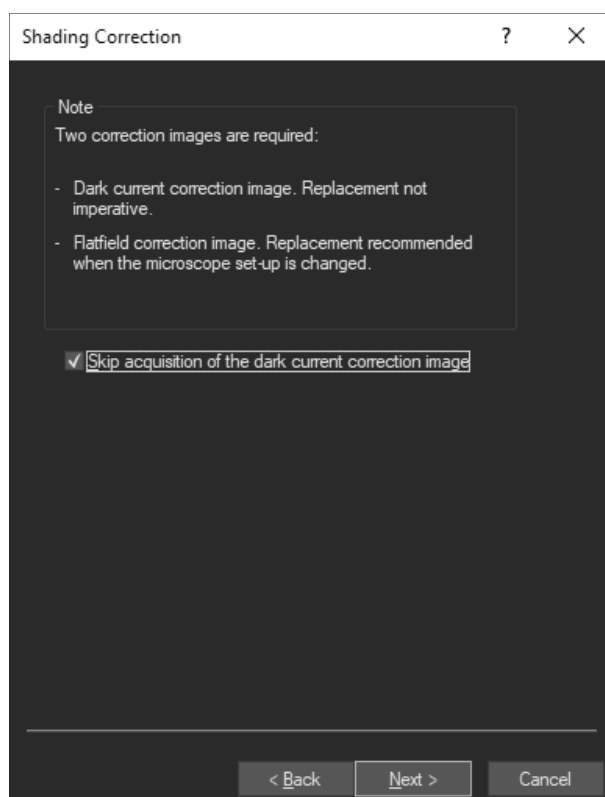 Shading Correction ?
Note
Two correction images are required:
- Dark current correction image. Replacement not
imperative.
- Flatfield correction image. Replacement recommended
when the microscope set-up is changed.
Skip acquisition of the dark current correction image
< Back Next > Cancel